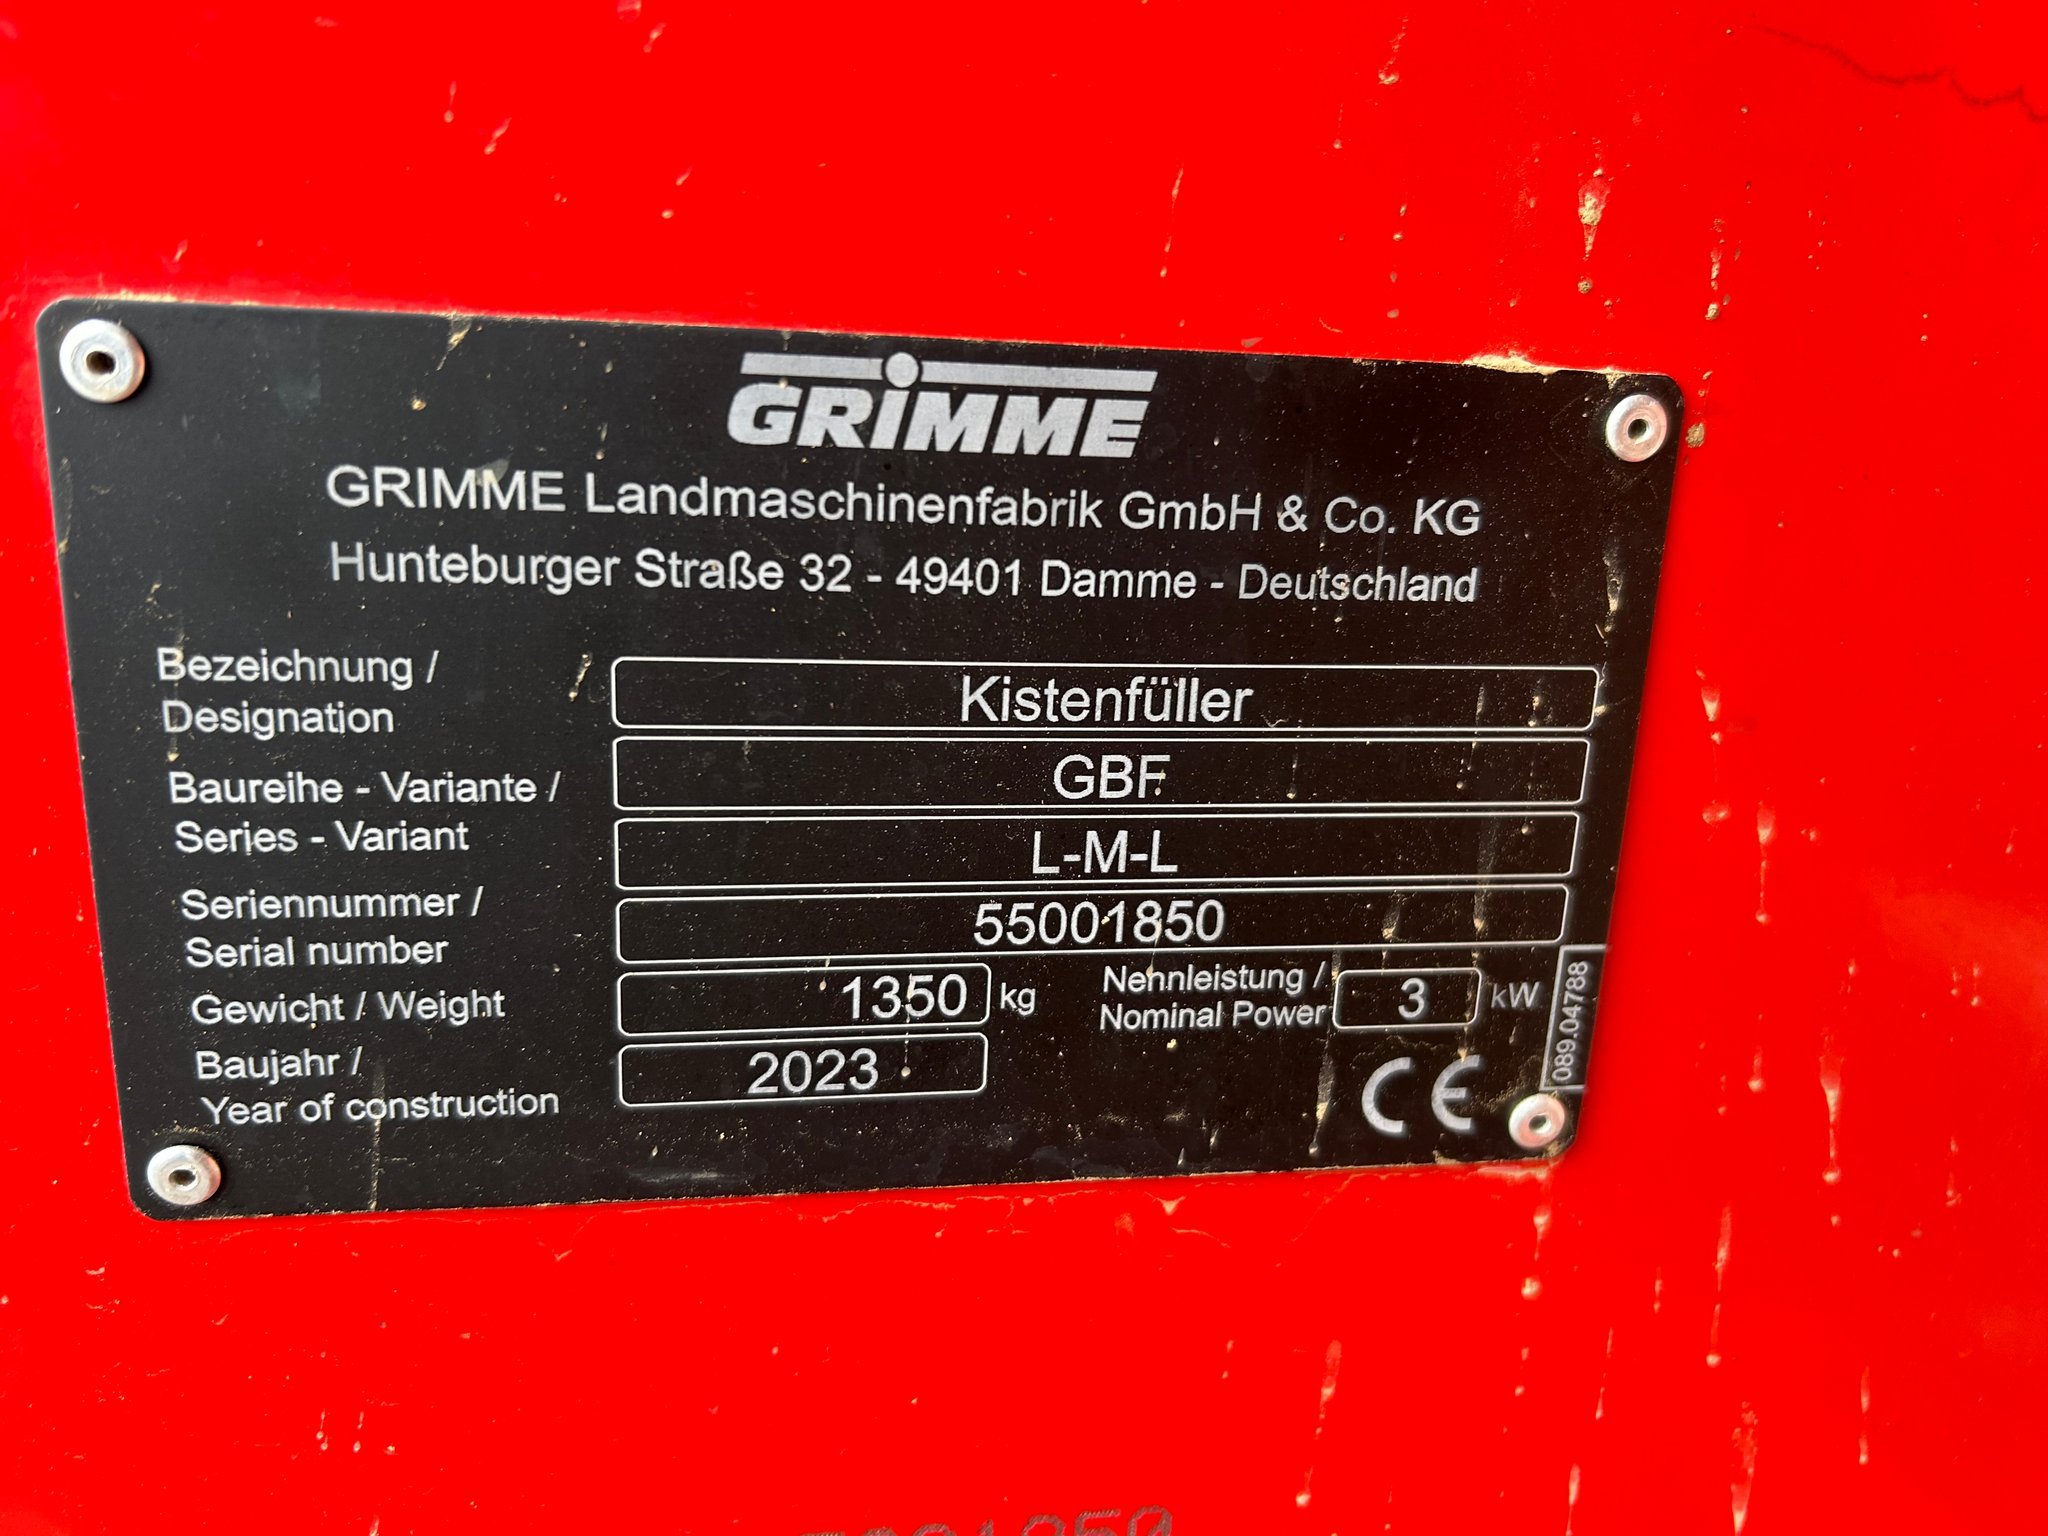 GRIMME
GRIMME Landmaschinenfabrik GmbH & Co. KG
Hunteburger Straße 32 - 49401 Damme - Deutschland
Bezeichnung /
Designation
Kistenfüller
Baureihe - Variante /
Series - Variant
GBF
L-M-L
Seriennummer /
Serial number
55001850
Gewicht / Weight
1350 kg
Nennleistung /
Nominal Power
3 kW
Baujahr /
Year of construction
2023
CE
089.04788